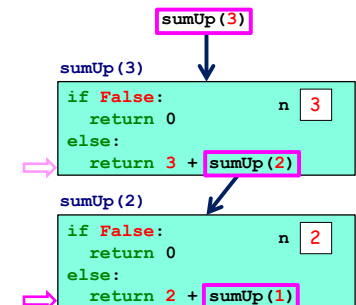 sumUp(3)
sumUp(3)
if False:
n 3
return 0
else:
return 3 + sumUp(2)
sumUp(2)
if False:
n 2
return 0
else:
return 2 + sumUp(1)